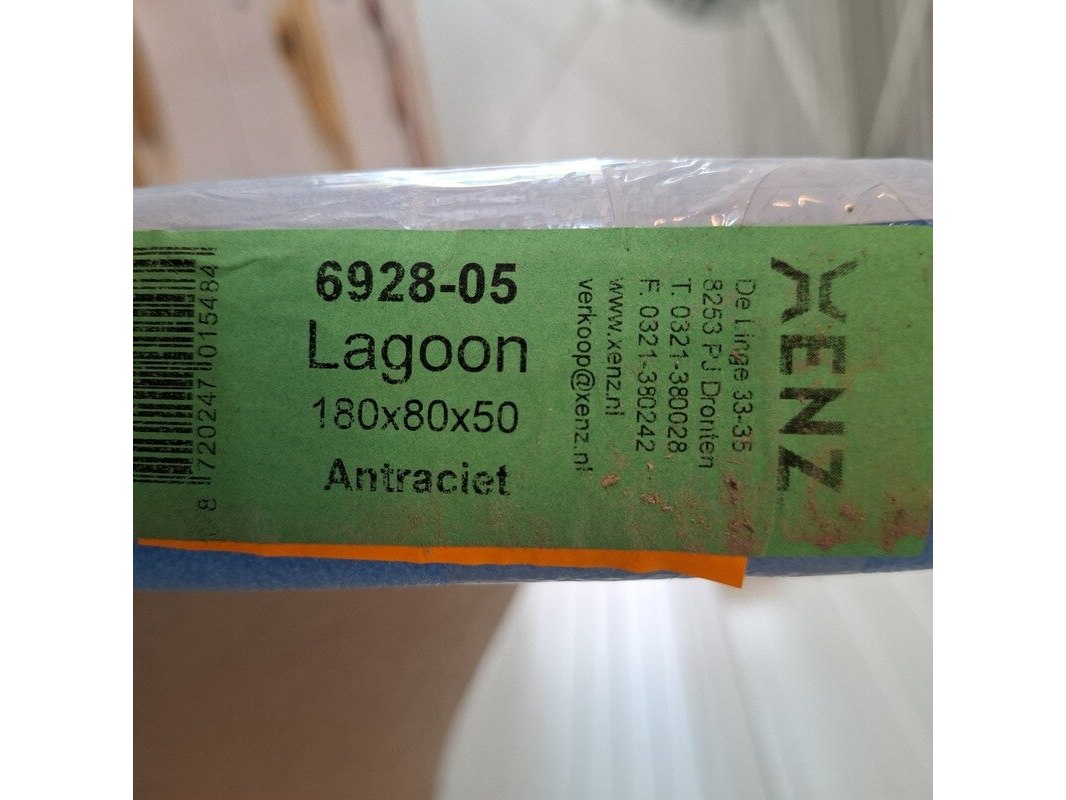 6928-05
Lagoon
180x80x50
Antraciet
8 720247 015484
XENZ
De Linge 33-35
8253 PJ Dronten
T. 0321-380028
F. 0321-380242
www.xenz.nl
verkoop@xenz.nl